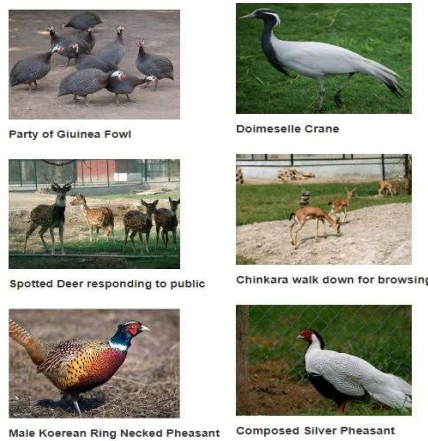 Party of Giuinea Fowl
Doimeselle Crane
Spotted Deer responding to public
Chinkara walk down for browsing
Male Koerean Ring Necked Pheasant
Composed Silver Pheasant